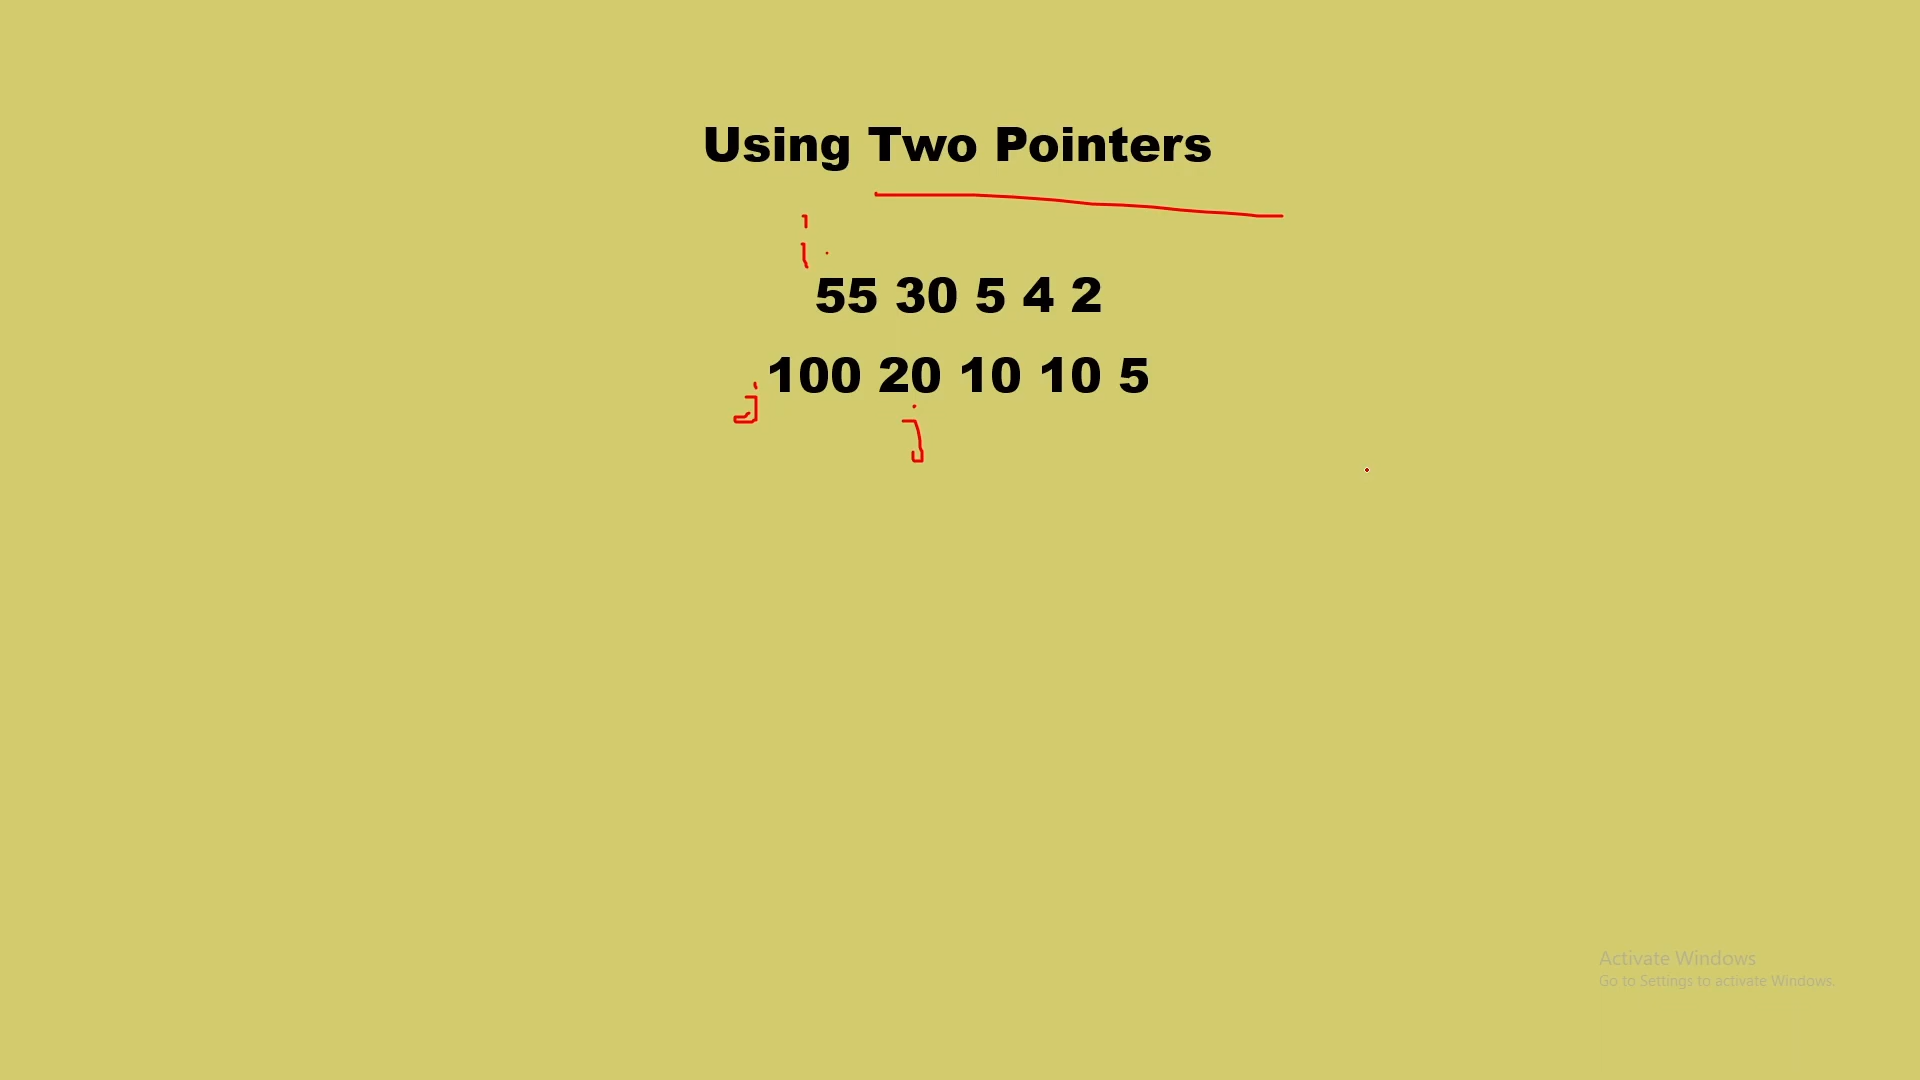 Using Two Pointers
i
55 30 5 4 2
100 20 10 10 5
j
j
Activate Windows
Go to Settings to activate Windows.